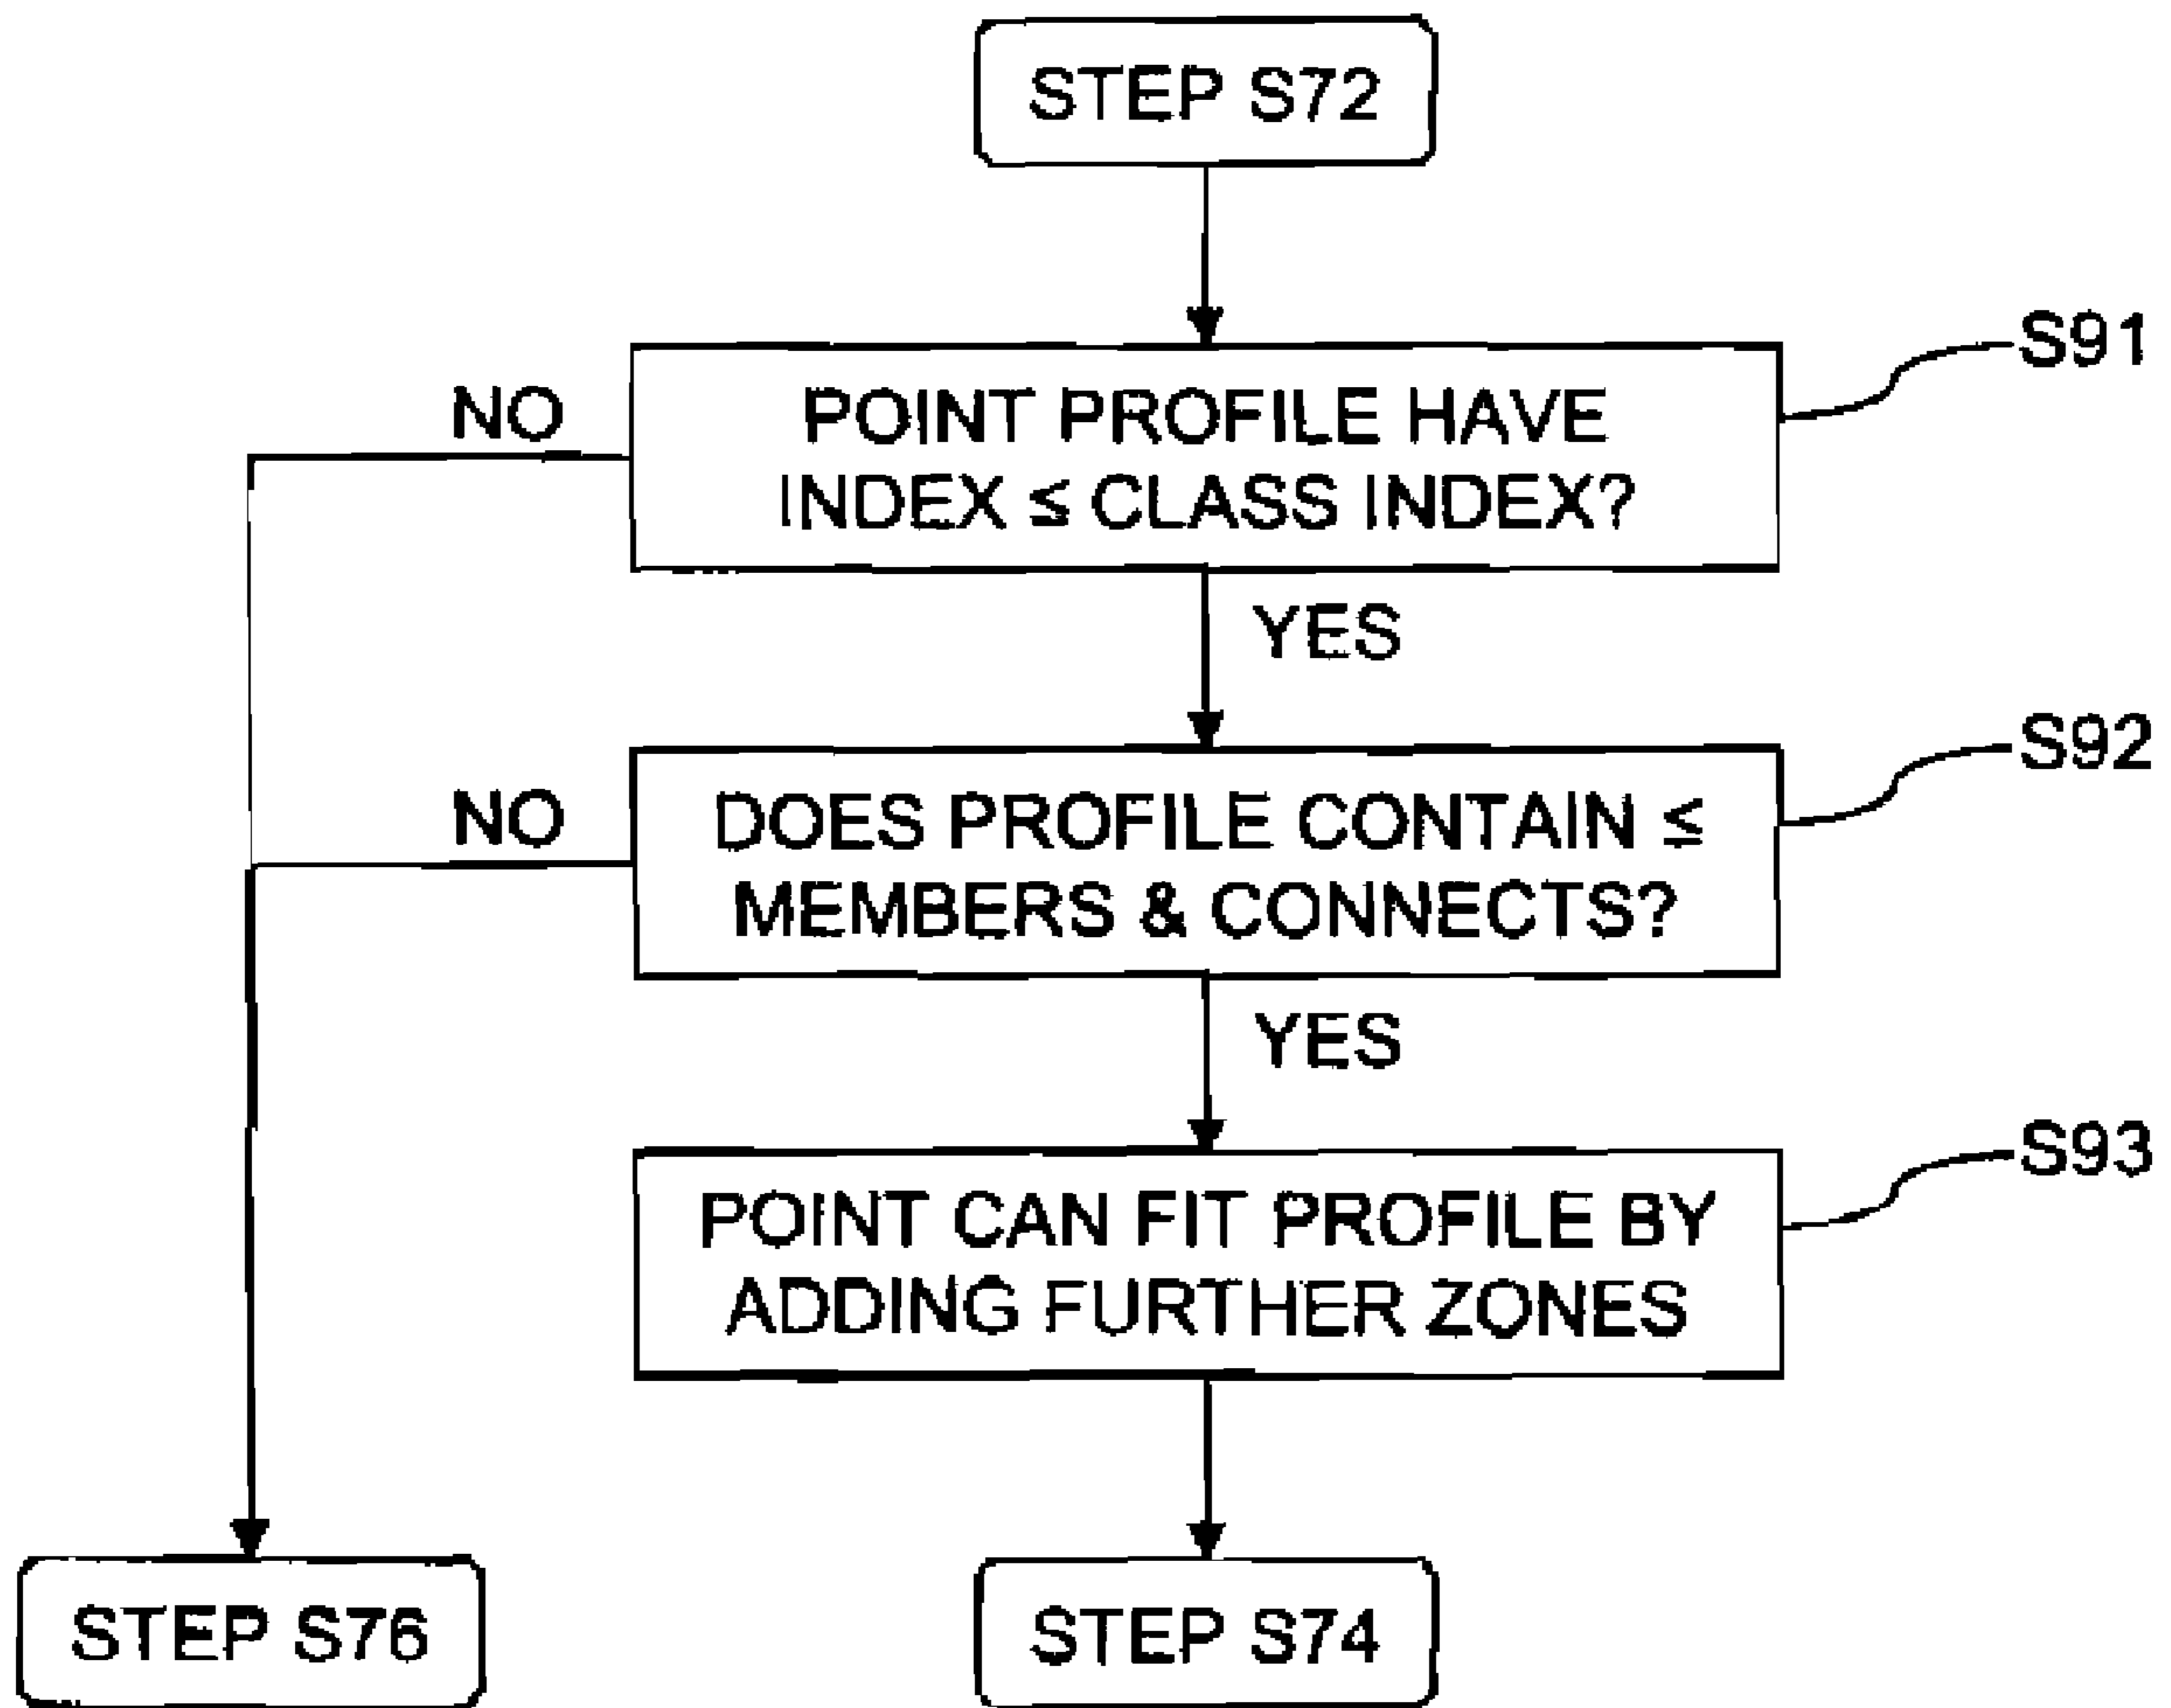 STEP S72
S91
NO
POINT PROFILE HAVE
INDEX ≤ CLASS INDEX?
YES
S92
NO
DOES PROFILE CONTAIN ≤
MEMBERS & CONNECTS?
YES
S93
POINT CAN FIT PROFILE BY
ADDING FURTHER ZONES
STEP S76
STEP S74